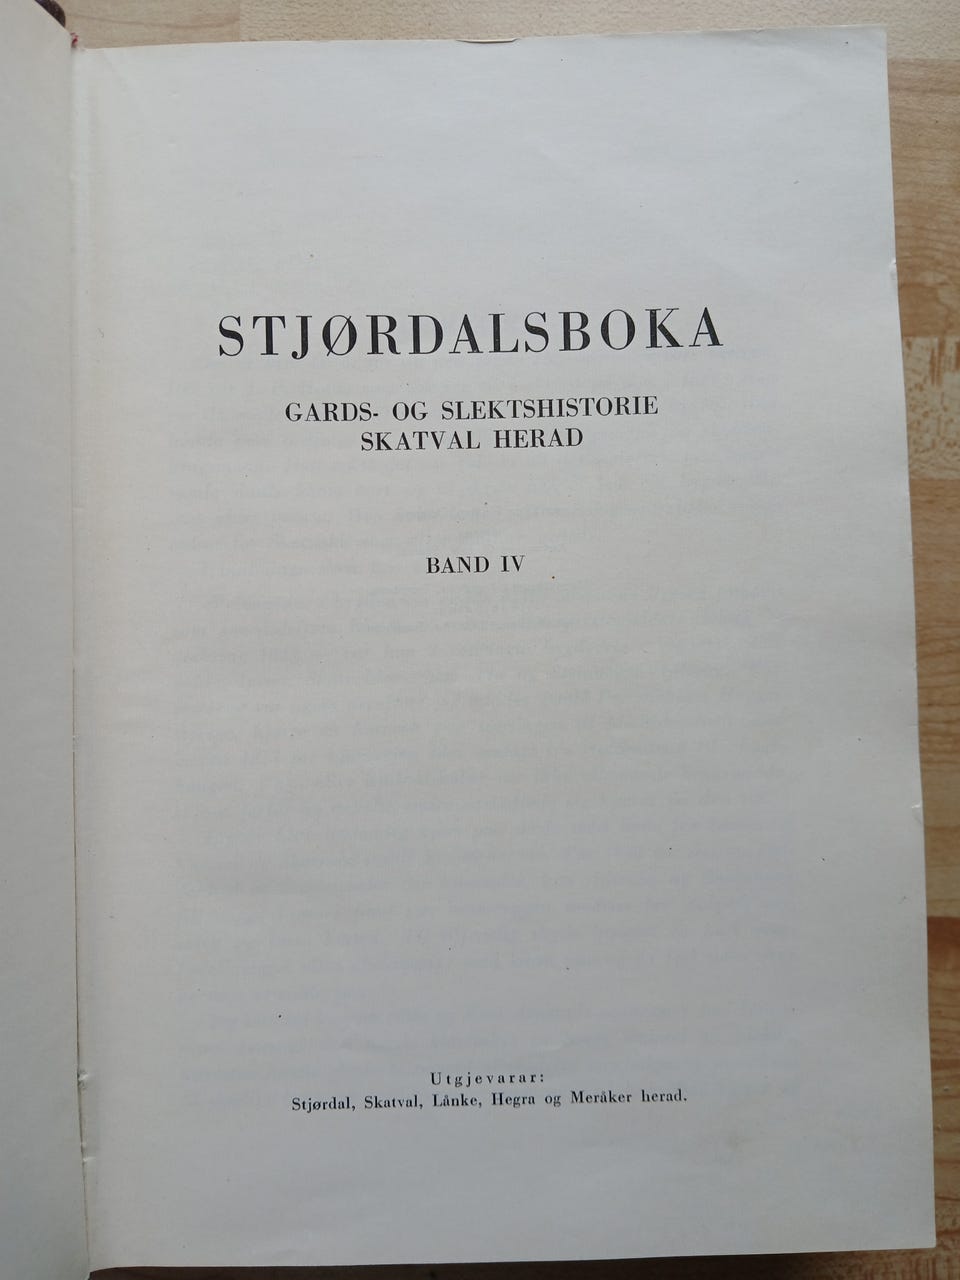 STJØRDALSBOKA
GARDS- OG SLEKTSHISTORIE
SKATVAL HERAD
BAND IV
Utgjevarar:
Stjørdal, Skatval, Lånke, Hegra og Meråker herad.